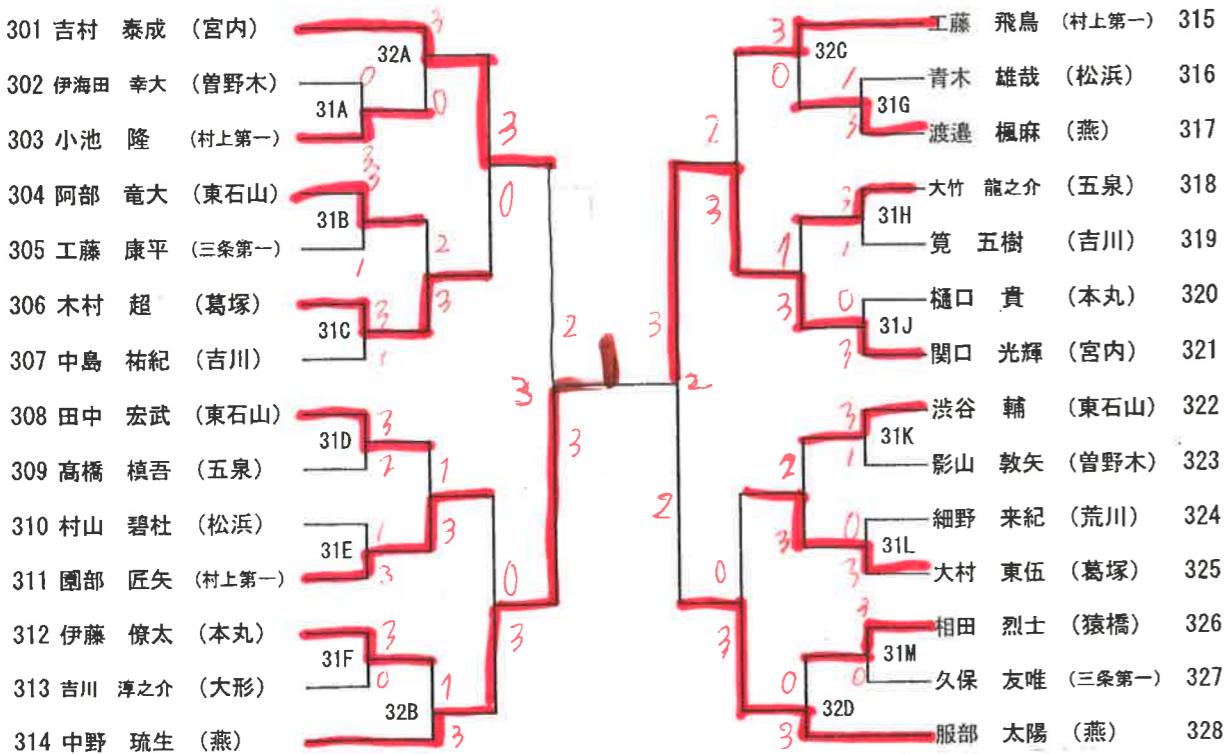 301 吉村 泰成 (宮内)
3
32A
302 伊海田 幸大 (曽野木)
0
31A
0
303 小池 隆 (村上第一)
3
3
304 阿部 竜大 (東石山)
3
31B
0
305 工藤 康平 (三条第一)
2
1
306 木村 超 (葛塚)
3
3
31C
307 中島 祐紀 (吉川)
1
2
3
308 田中 宏武 (東石山)
3
31D
3
309 髙橋 槙吾 (五泉)
2
1
310 村山 碧杜 (松浜)
1
31E
3
311 園部 匠矢 (村上第一)
3
0
312 伊藤 僚太 (本丸)
3
3
31F
313 吉川 淳之介 (大形)
0
1
32B
314 中野 琉生 (燕)
3
工藤 飛鳥 (村上第一) 315
3
32C
青木 雄哉 (松浜) 316
0
1
31G
渡邉 楓麻 (燕) 317
3
2
大竹 龍之介 (五泉) 318
3
3
31H
筧 五樹 (吉川) 319
1
1
樋口 貴 (本丸) 320
0
3
31J
関口 光輝 (宮内) 321
3
3
2
渋谷 輔 (東石山) 322
3
31K
影山 敦矢 (曽野木) 323
1
2
細野 来紀 (荒川) 324
0
2
31L
3
大村 東伍 (葛塚) 325
3
0
相田 烈士 (猿橋) 326
3
3
31M
久保 友唯 (三条第一) 327
0
0
32D
服部 太陽 (燕) 328
3